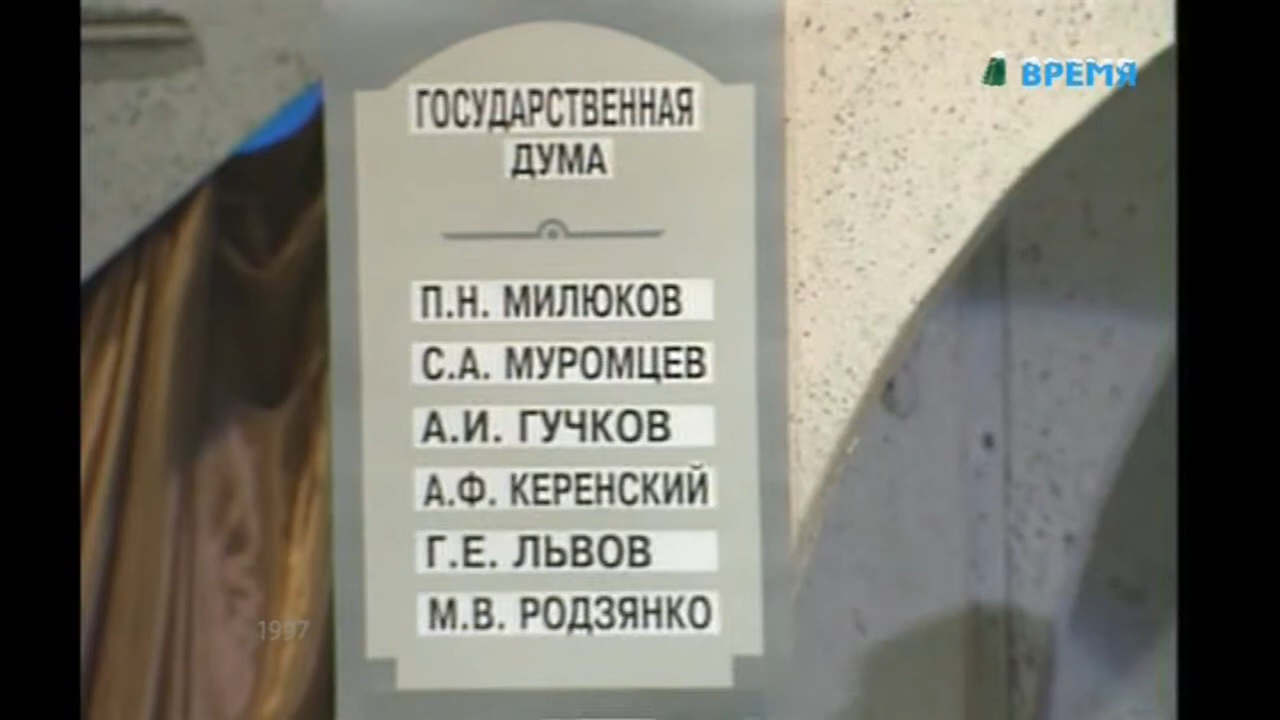 ВРЕМЯ
ГОСУДАРСТВЕННАЯ
ДУМА
П.Н. МИЛЮКОВ
С.А. МУРОМЦЕВ
А.И. ГУЧКОВ
А.Ф. КЕРЕНСКИЙ
Г.Е. ЛЬВОВ
М.В. РОДЗЯНКО
1997